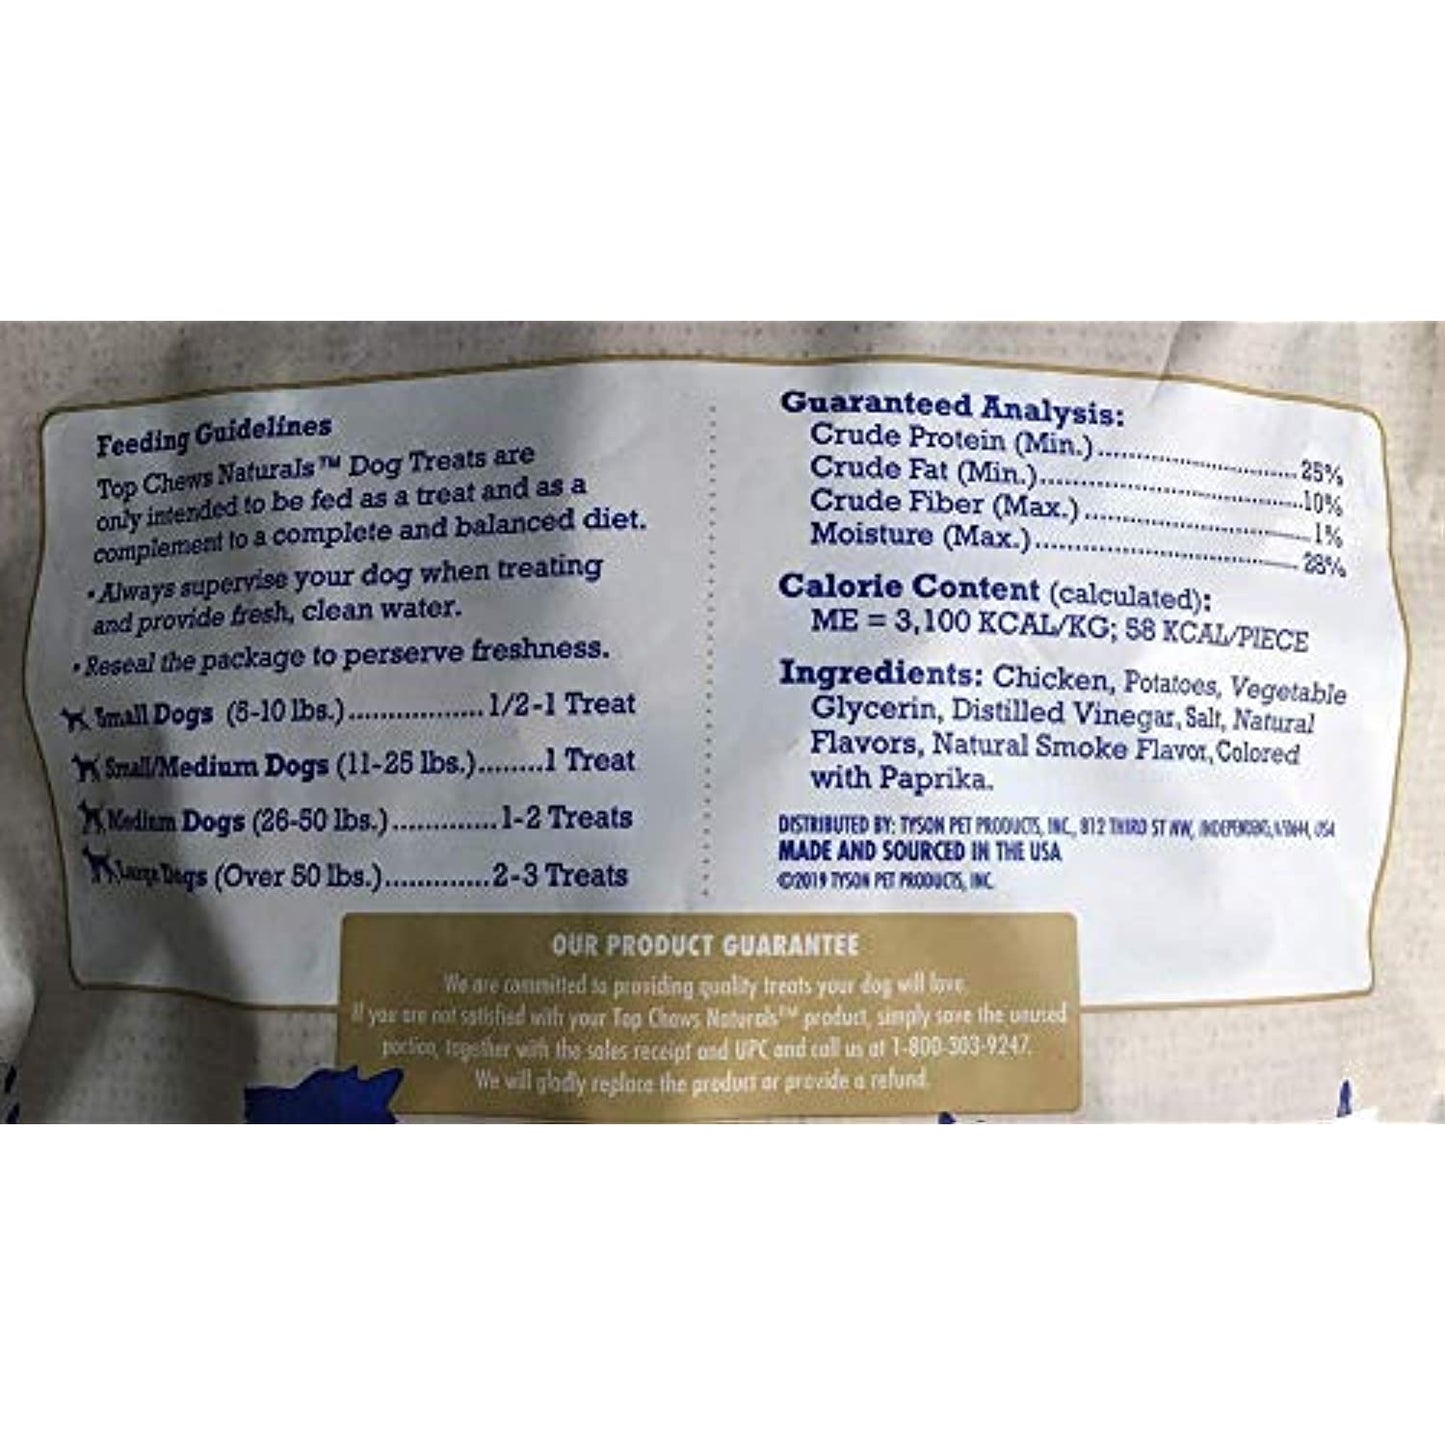 Feeding Guidelines
Top Chews Naturals™ Dog Treats are
only intended to be fed as a treat and as a
complement to a complete and balanced diet.
• Always supervise your dog when treating
and provide fresh, clean water.
• Reseal the package to perserve freshness.
Small Dogs (5-10 lbs.)..................1/2-1 Treat
Small/Medium Dogs (11-25 lbs.)........1 Treat
Medium Dogs (26-50 lbs.)..............1-2 Treats
Large Dogs (Over 50 lbs.).............2-3 Treats
Guaranteed Analysis:
Crude Protein (Min.)..............................25%
Crude Fat (Min.).......................................10%
Crude Fiber (Max.)..................................1%
Moisture (Max.)........................................28%
Calorie Content (calculated):
ME = 3,100 KCAL/KG; 58 KCAL/PIECE
Ingredients: Chicken, Potatoes, Vegetable
Glycerin, Distilled Vinegar, Salt, Natural
Flavors, Natural Smoke Flavor, Colored
with Paprika.
DISTRIBUTED BY: TYSON PET PRODUCTS, INC., 812 THIRD ST NW, USA
MADE AND SOURCED IN THE USA
©2019 TYSON PET PRODUCTS, INC.
OUR PRODUCT GUARANTEE
We are committed to providing quality treats your dog will love.
If you are not satisfied with your Top Chews Naturals™ product, simply save the unused
portion, together with the sales receipt and UPC and call us at 1-800-303-9247.
We will gladly replace the product or provide a refund.